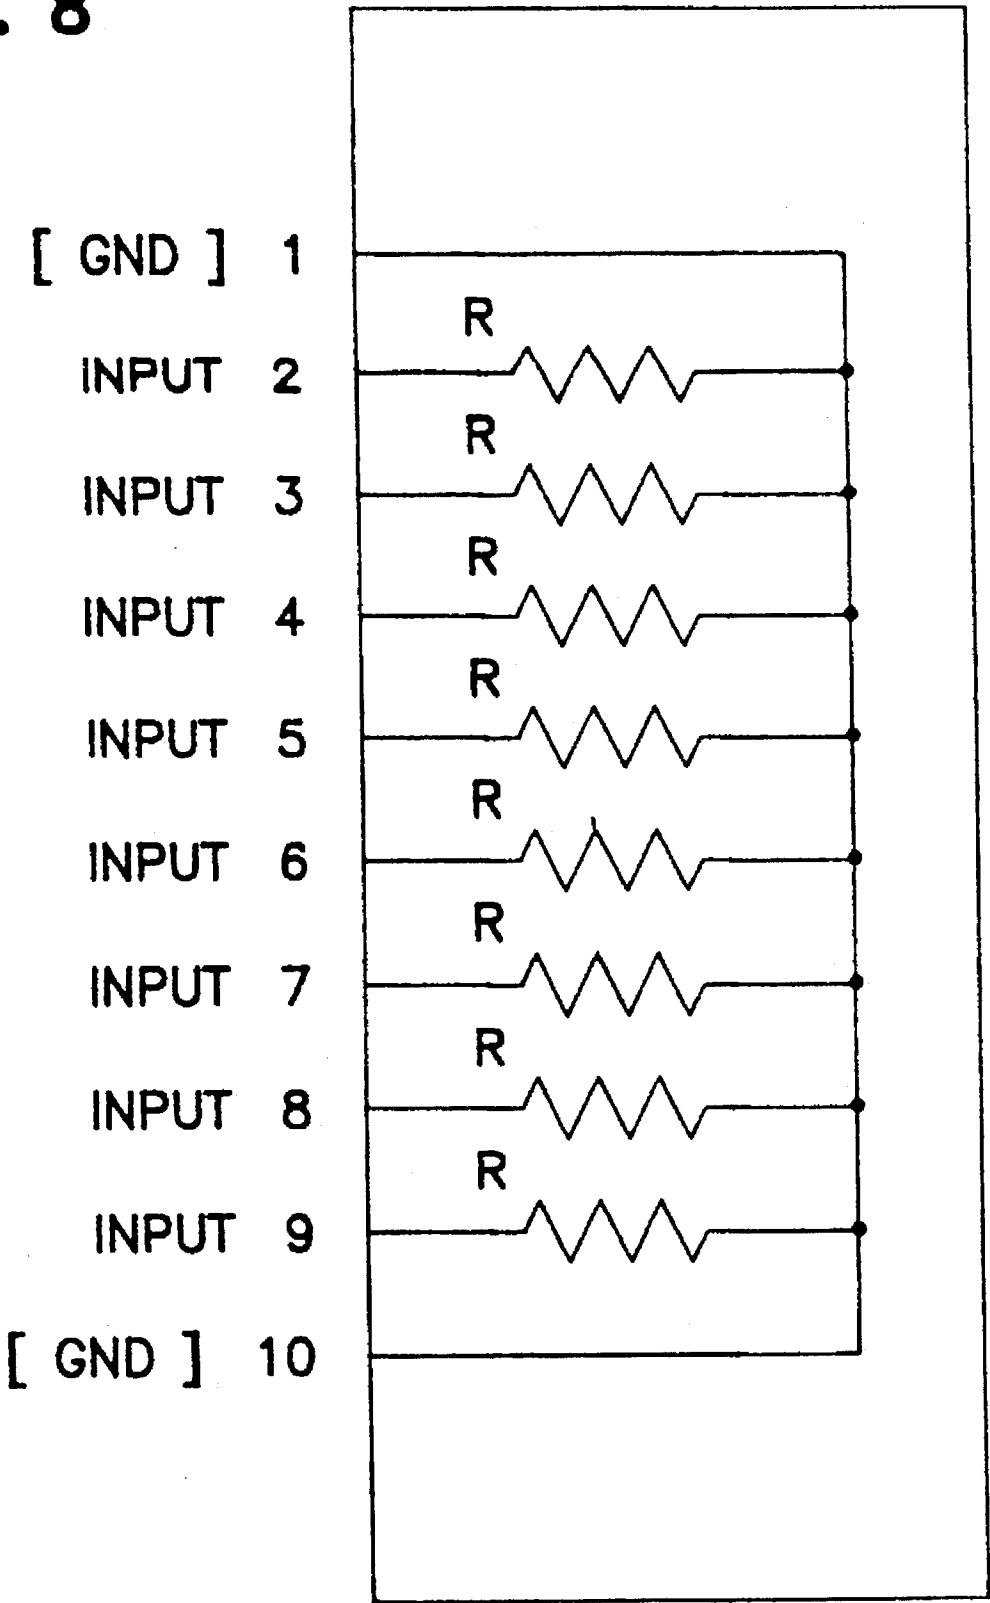 . 8
[ GND ] 1
R
INPUT 2
R
INPUT 3
R
INPUT 4
R
INPUT 5
R
INPUT 6
R
INPUT 7
R
INPUT 8
R
INPUT 9
[ GND ] 10